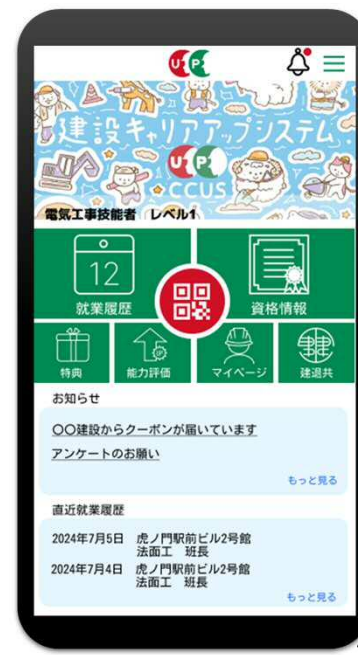 UP
建設キャリアアップシステム
UP
CCUS
電気工事技能者 レベル1
12
就業履歴
資格情報
特典
UP
能力評価
マイページ
建退共
お知らせ
〇〇建設からクーポンが届いています
アンケートのお願い
もっと見る
直近就業履歴
2024年7月5日 虎ノ門駅前ビル2号館
法面工 班長
2024年7月4日 虎ノ門駅前ビル2号館
法面工 班長
もっと見る